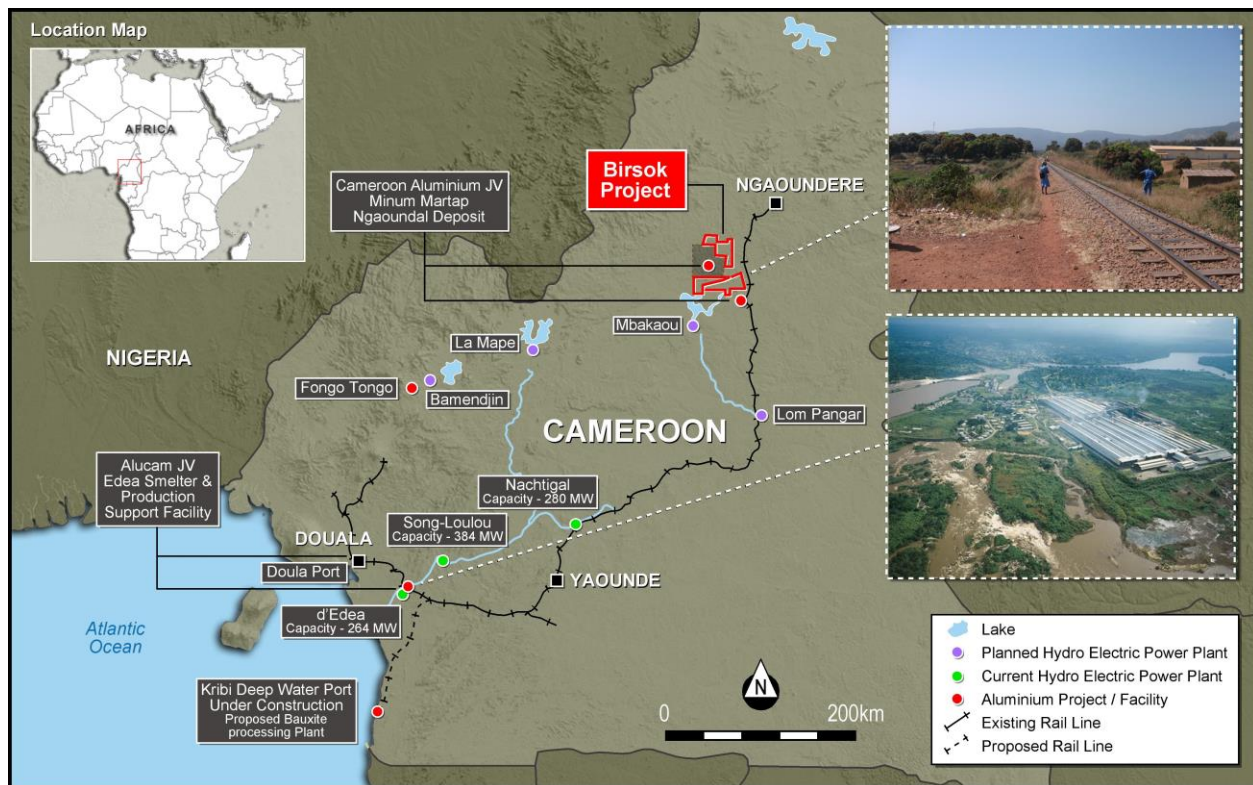 Location Map
AFRICA
Cameroon Aluminium JV
Minum Martap
Ngaoundal Deposit
Birsok
Project
NGAOUNDERE
NIGERIA
La Mape
Mbakaou
Fongo Tongo
Bamendjin
Lom Pangar
CAMEROON
Alucam JV
Edea Smelter &
Production
Support Facility
Nachtigal
Capacity - 280 MW
Song-Loulou
Capacity - 384 MW
DOUALA
Doula Port
YAOUNDE
d'Edea
Capacity - 264 MW
Atlantic
Ocean
Kribi Deep Water Port
Under Construction
Proposed Bauxite
processing Plant
N
0 200km
Lake
Planned Hydro Electric Power Plant
Current Hydro Electric Power Plant
Aluminium Project / Facility
Existing Rail Line
Proposed Rail Line